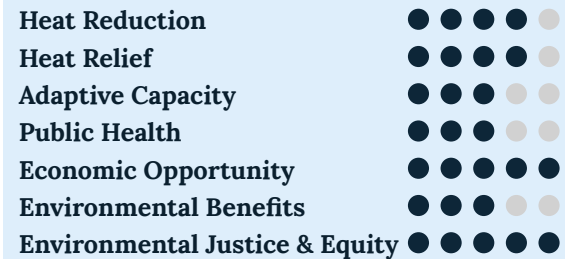 Heat Reduction
Heat Relief
Adaptive Capacity
Public Health
Economic Opportunity
Environmental Benefits
Environmental Justice & Equity